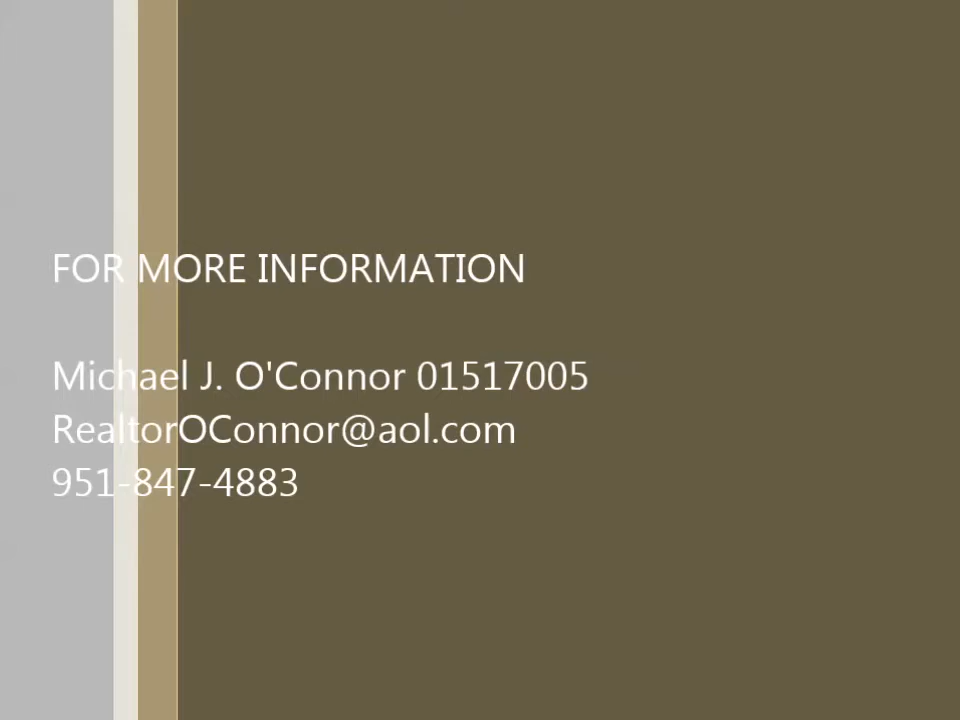 FOR MORE INFORMATION
Michael J. O'Connor 01517005
RealtorOConnor@aol.com
951-847-4883